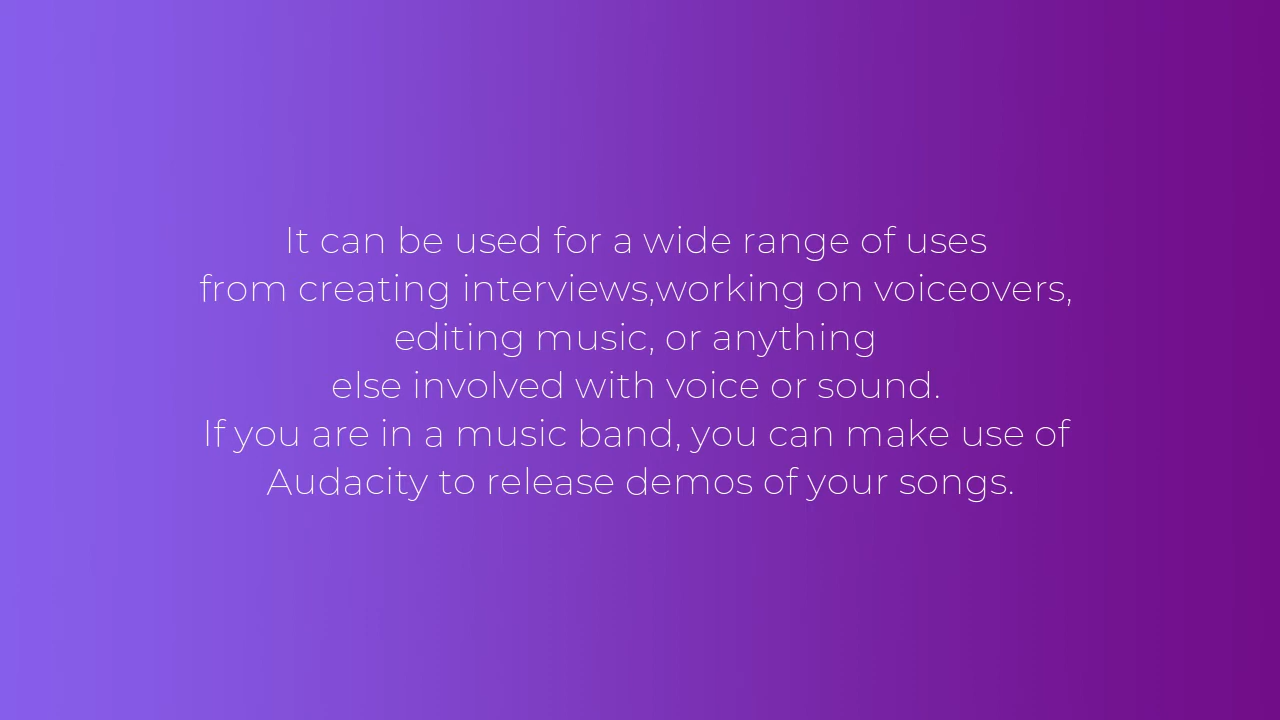 It can be used for a wide range of uses
from creating interviews,working on voiceovers,
editing music, or anything
else involved with voice or sound.
If you are in a music band, you can make use of
Audacity to release demos of your songs.